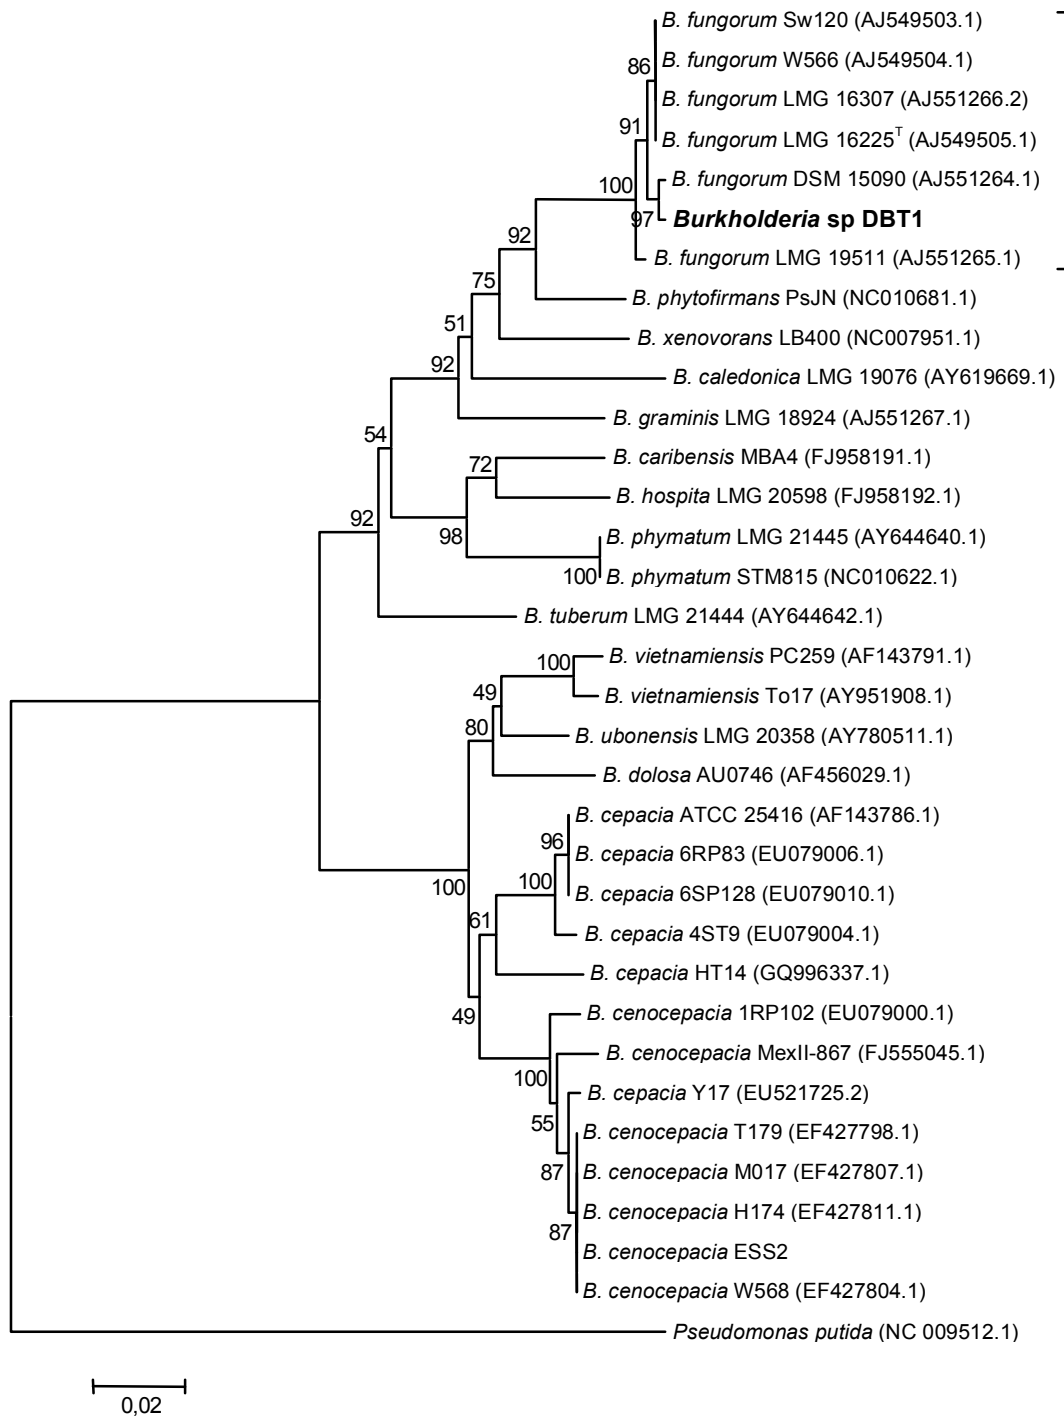 B. fungorum Sw120 (AJ549503.1)
B. fungorum W566 (AJ549504.1)
86
B. fungorum LMG 16307 (AJ551266.2)
91
B. fungorum LMG 16225T (AJ549505.1)
B. fungorum DSM 15090 (AJ551264.1)
100
97
Burkholderia sp DBT1
92
B. fungorum LMG 19511 (AJ551265.1)
75
B. phytofirmans PsJN (NC010681.1)
51
B. xenovorans LB400 (NC007951.1)
92
B. caledonica LMG 19076 (AY619669.1)
B. graminis LMG 18924 (AJ551267.1)
54
B. caribensis MBA4 (FJ958191.1)
72
B. hospita LMG 20598 (FJ958192.1)
92
98
B. phymatum LMG 21445 (AY644640.1)
100
B. phymatum STM815 (NC010622.1)
B. tuberum LMG 21444 (AY644642.1)
B. vietnamiensis PC259 (AF143791.1)
100
B. vietnamiensis To17 (AY951908.1)
49
B. ubonensis LMG 20358 (AY780511.1)
80
B. dolosa AU0746 (AF456029.1)
B. cepacia ATCC 25416 (AF143786.1)
96
B. cepacia 6RP83 (EU079006.1)
100
B. cepacia 6SP128 (EU079010.1)
100
61
B. cepacia 4ST9 (EU079004.1)
B. cepacia HT14 (GQ996337.1)
49
B. cenocepacia 1RP102 (EU079000.1)
B. cenocepacia MexII-867 (FJ555045.1)
100
B. cepacia Y17 (EU521725.2)
55
B. cenocepacia T179 (EF427798.1)
87
B. cenocepacia M017 (EF427807.1)
B. cenocepacia H174 (EF427811.1)
87
B. cenocepacia ESS2
B. cenocepacia W568 (EF427804.1)
Pseudomonas putida (NC 009512.1)
0,02